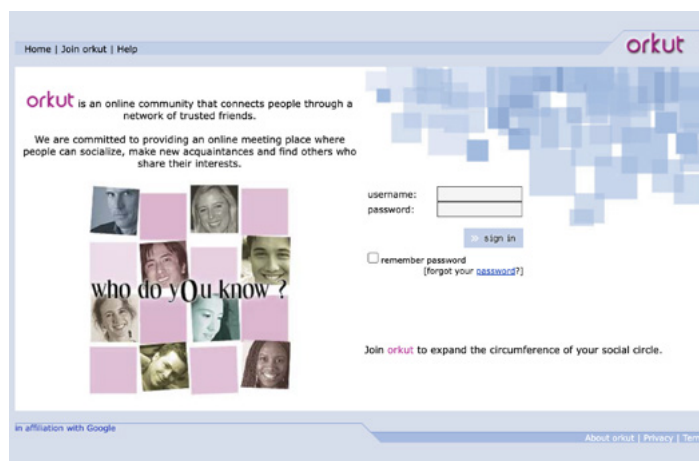 Home | Join orkut | Help
orkut
orkut is an online community that connects people through a
network of trusted friends.
We are committed to providing an online meeting place where
people can socialize, make new acquaintances and find others who
share their interests.
who do yOu know ?
username:
password:
» sign in
remember password
[forgot your password?]
Join orkut to expand the circumference of your social circle.
in affiliation with Google
About orkut | Privacy | Term